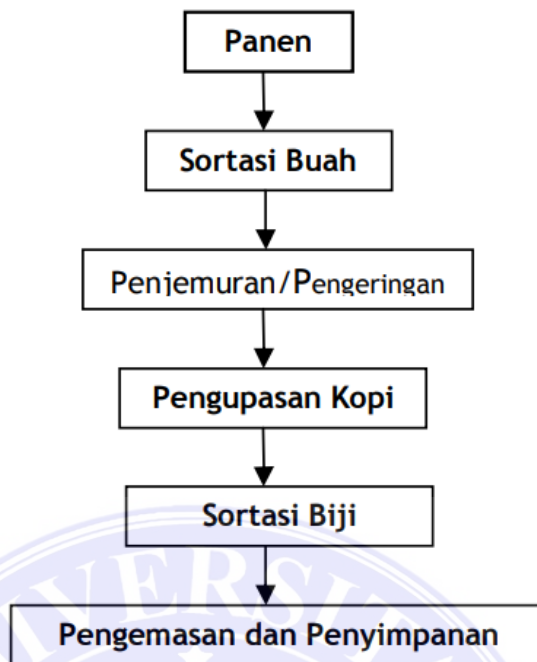 Panen
Sortasi Buah
Penjemuran/Pengeringan
Pengupasan Kopi
Sortasi Biji
Pengemasan dan Penyimpanan